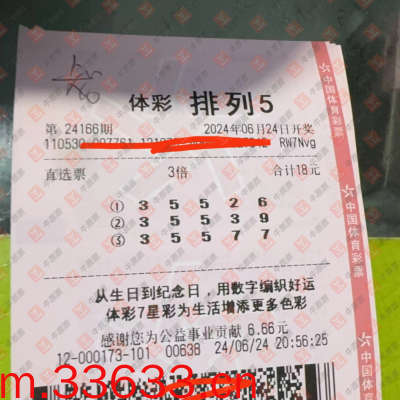 体彩 排列5
第 24166期 2024年06月24日开奖
110530 RW7Nvg
直选票 3倍 合计18元
① 3 5 5 2 6
② 3 5 5 3 9
③ 3 5 5 7 7
从生日到纪念日，用数字编织好运
体彩7星彩为生活增添更多色彩
感谢您为公益事业贡献 6.66元
12-000173-101 00638 24/06/24 20:56:25
m.33633.cn
中国体育彩票
中国体育彩票
中国体育彩票